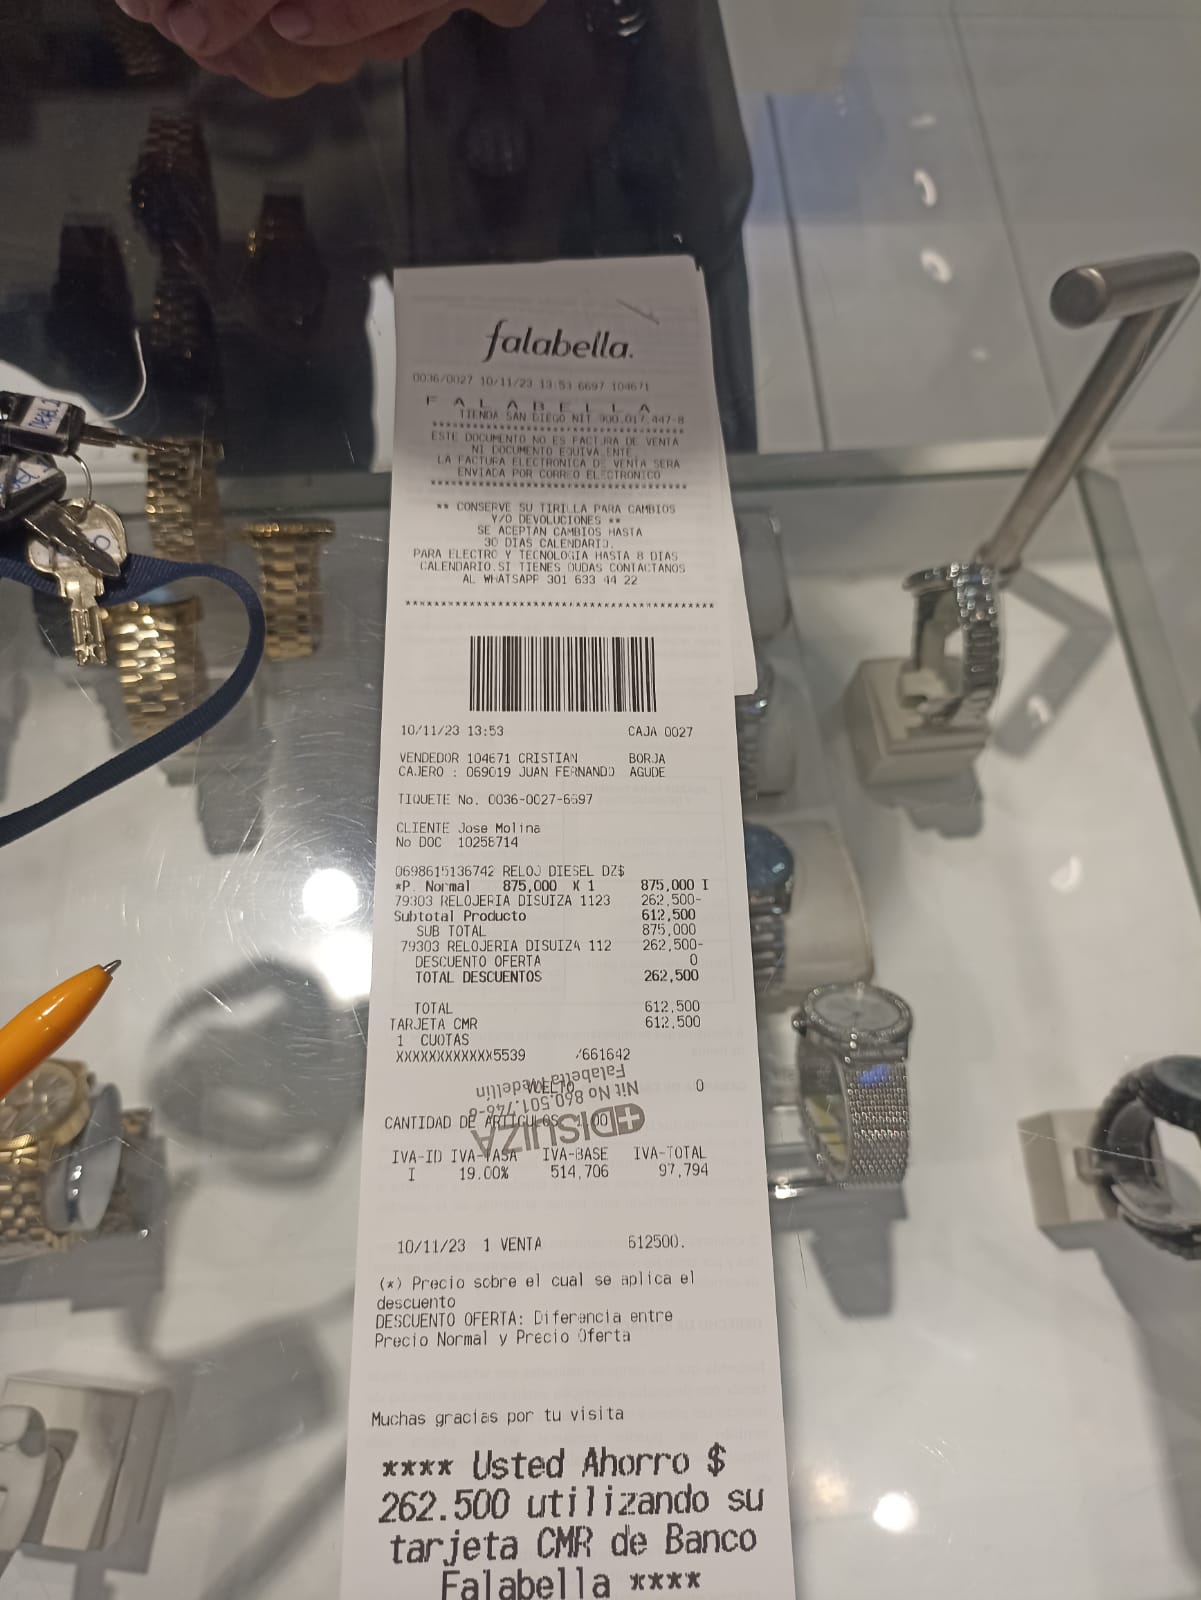 falabella.
0036/0027 10/11/23 13:53 6697 104671
F A L A B E L L A
TIENDA SAN DIEGO NIT 900.017.447-8
****************************************
ESTE DOCUMENTO NO ES FACTURA DE VENTA
NI DOCUMENTO EQUIVALENTE
LA FACTURA ELECTRONICA DE VENTA SERA
ENVIADA POR CORREO ELECTRONICO
****************************************
** CONSERVE SU TIRILLA PARA CAMBIOS
Y/O DEVOLUCIONES **
SE ACEPTAN CAMBIOS HASTA
30 DIAS CALENDARIO.
PARA ELECTRO Y TECNOLOGIA HASTA 8 DIAS
CALENDARIO.SI TIENES DUDAS CONTACTANOS
AL WHATSAPP 301 633 44 22
****************************************
10/11/23 13:53 CAJA 0027
VENDEDOR 104671 CRISTIAN BORJA
CAJERO : 069019 JUAN FERNANDO AGUDE
TIQUETE No. 0036-0027-6697
CLIENTE Jose Molina
No DOC 10258714
0698615136742 RELOJ DIESEL DZ$
*P. Normal 875,000 X 1 875,000 I
79303 RELOJERIA DISUIZA 1123 262,500-
Subtotal Producto 612,500
SUB TOTAL 875,000
79303 RELOJERIA DISUIZA 112 262,500-
DESCUENTO OFERTA 0
TOTAL DESCUENTOS 262,500
TOTAL 612,500
TARJETA CMR 612,500
1 CUOTAS
XXXXXXXXXXXX5539 /661642
VUELTO 0
CANTIDAD DE ARTICULOS 1.00
DISUIZA
Nit No 860.501.746-8
Falabella Medellín
IVA-ID IVA-TASA IVA-BASE IVA-TOTAL
I 19.00% 514,706 97,794
10/11/23 1 VENTA 612500.
(*) Precio sobre el cual se aplica el
descuento
DESCUENTO OFERTA: Diferencia entre
Precio Normal y Precio Oferta
Muchas gracias por tu visita
**** Usted Ahorro $
262.500 utilizando su
tarjeta CMR de Banco
Falabella ****